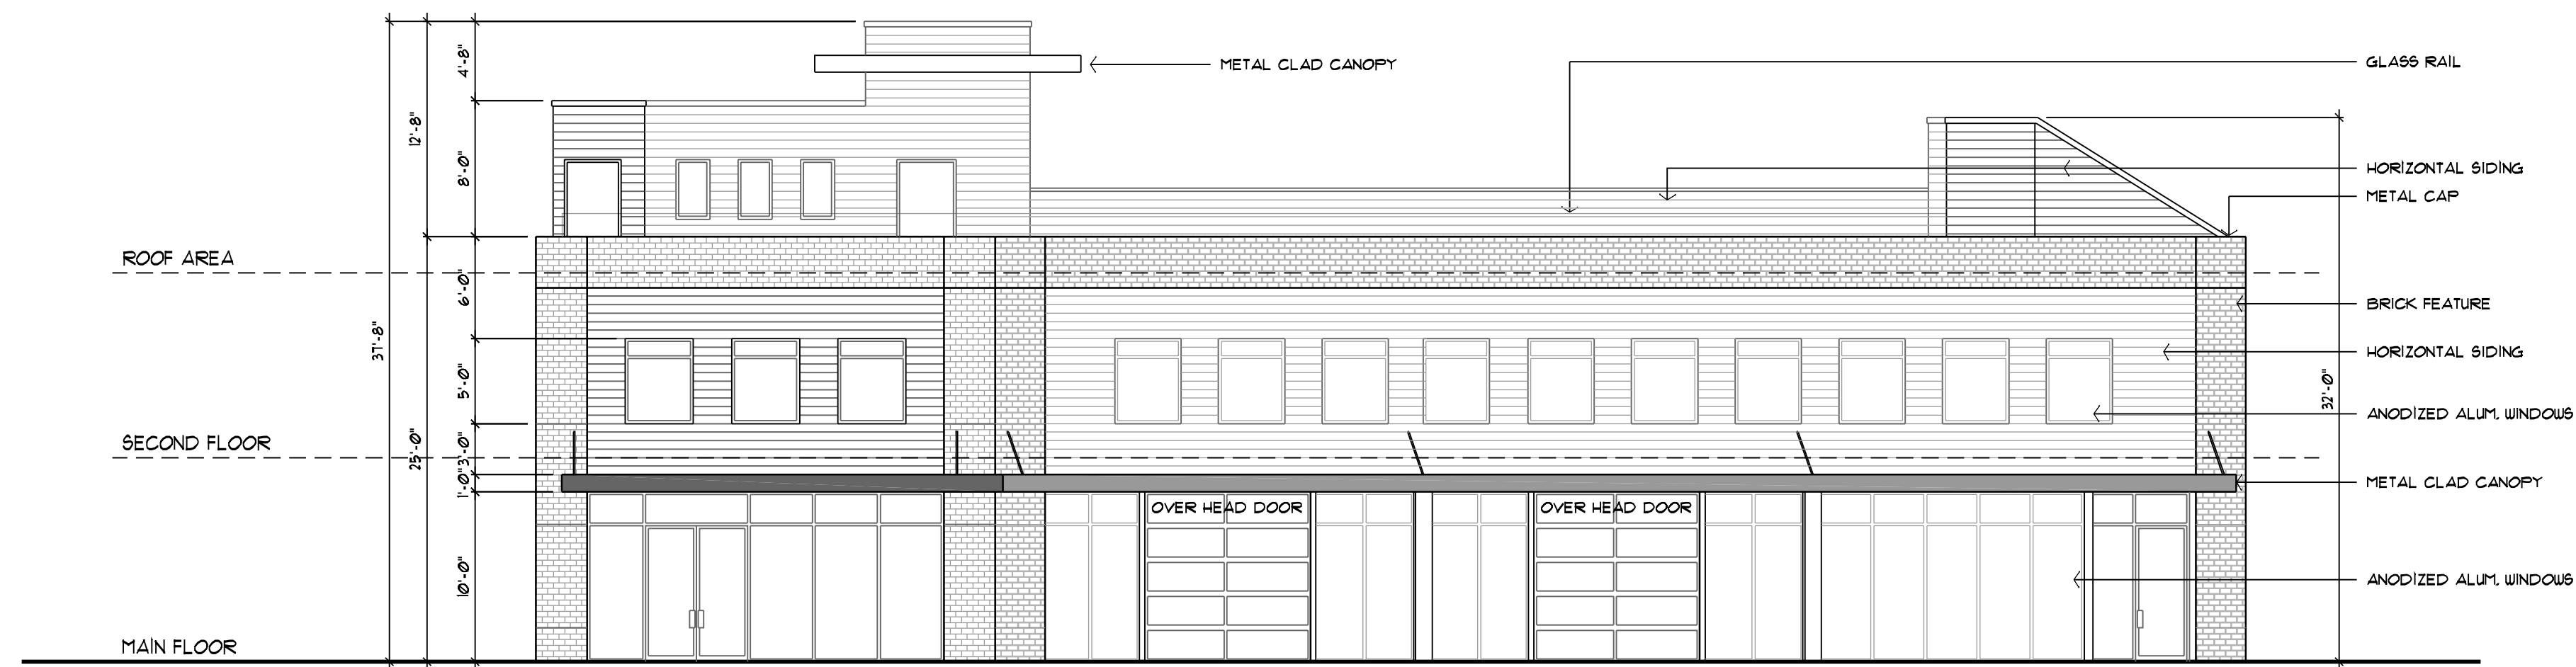 4'-8"
METAL CLAD CANOPY
GLASS RAIL
12'-8"
8'-0"
HORIZONTAL SIDING
METAL CAP
ROOF AREA
6'-0"
BRICK FEATURE
37'-8"
HORIZONTAL SIDING
5'-0"
32'-0"
ANODIZED ALUM. WINDOWS
SECOND FLOOR
25'-0"
3'-0"
1'-0"
METAL CLAD CANOPY
OVER HEAD DOOR
OVER HEAD DOOR
10'-0"
ANODIZED ALUM. WINDOWS
MAIN FLOOR